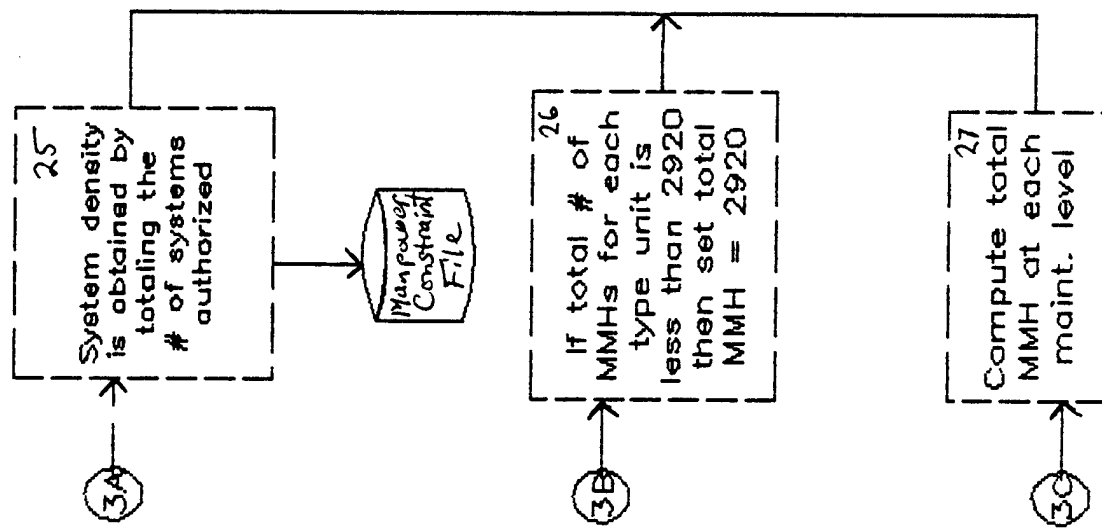 3A
25
System density
is obtained by
totaling the
# of systems
authorized
Manpower
Constraint
File
3B
26
If total # of
MMHs for each
type unit is
less than 2920
then set total
MMH = 2920
3C
27
Compute total
MMH at each
maint. level